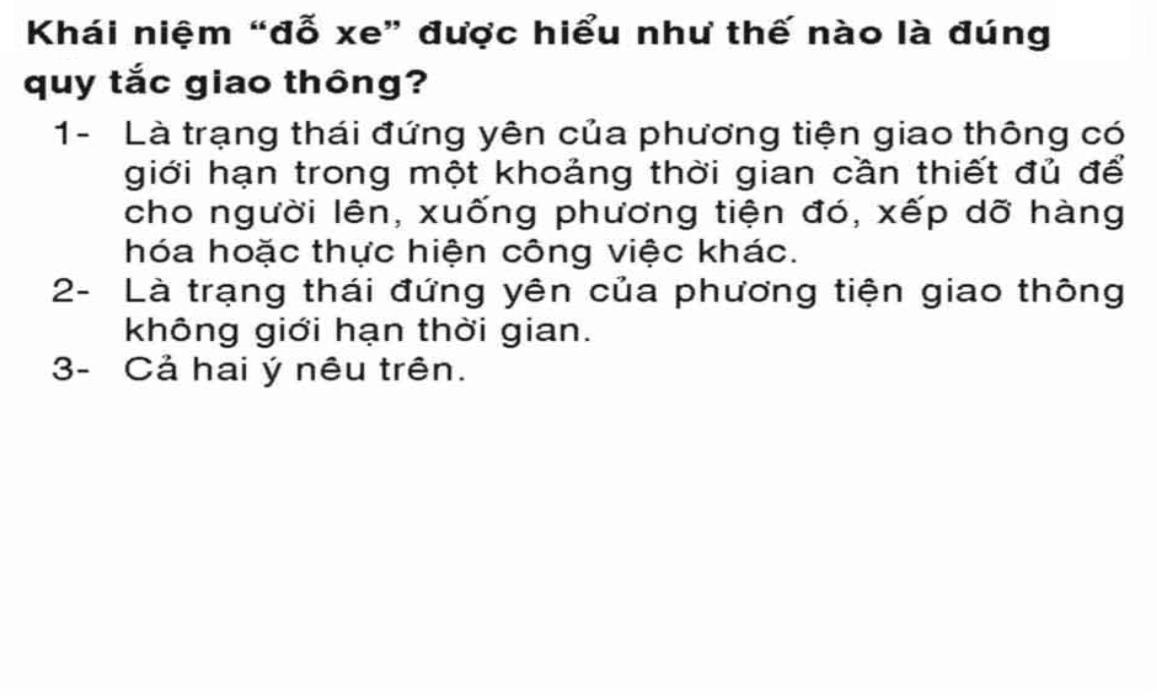 Khái niệm “đỗ xe” được hiểu như thế nào là đúng
quy tắc giao thông?
1- Là trạng thái đứng yên của phương tiện giao thông có
giới hạn trong một khoảng thời gian cần thiết đủ để
cho người lên, xuống phương tiện đó, xếp dỡ hàng
hóa hoặc thực hiện công việc khác.
2- Là trạng thái đứng yên của phương tiện giao thông
không giới hạn thời gian.
3- Cả hai ý nêu trên.